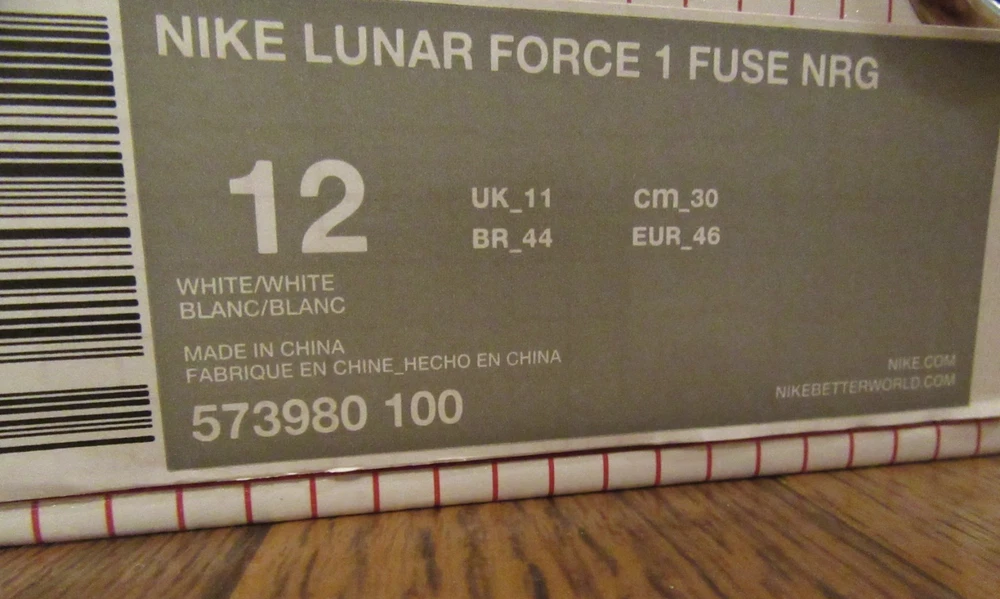 NIKE LUNAR FORCE 1 FUSE NRG
12
UK_11 cm_30
BR_44 EUR_46
WHITE/WHITE
BLANC/BLANC
MADE IN CHINA
FABRIQUE EN CHINE_HECHO EN CHINA
573980 100
NIKE.COM
NIKEBETTERWORLD.COM